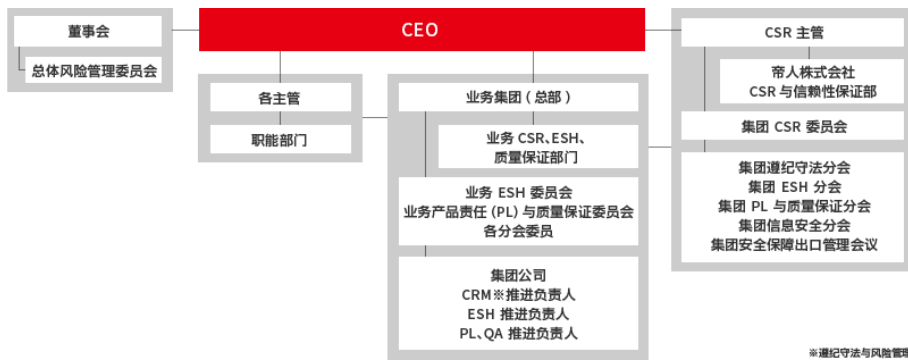 董事会
总体风险管理委员会
CEO
各主管
职能部门
业务集团(总部)
业务 CSR、ESH、
质量保证部门
业务 ESH 委员会
业务产品责任 (PL) 与质量保证委员会
各分会委员
集团公司
CRM※推进负责人
ESH 推进负责人
PL、QA 推进负责人
CSR 主管
帝人株式会社
CSR 与信赖性保证部
集团 CSR 委员会
集团遵纪守法分会
集团 ESH 分会
集团 PL 与质量保证分会
集团信息安全分会
集团安全保障出口管理会议
※遵纪守法与风险管理